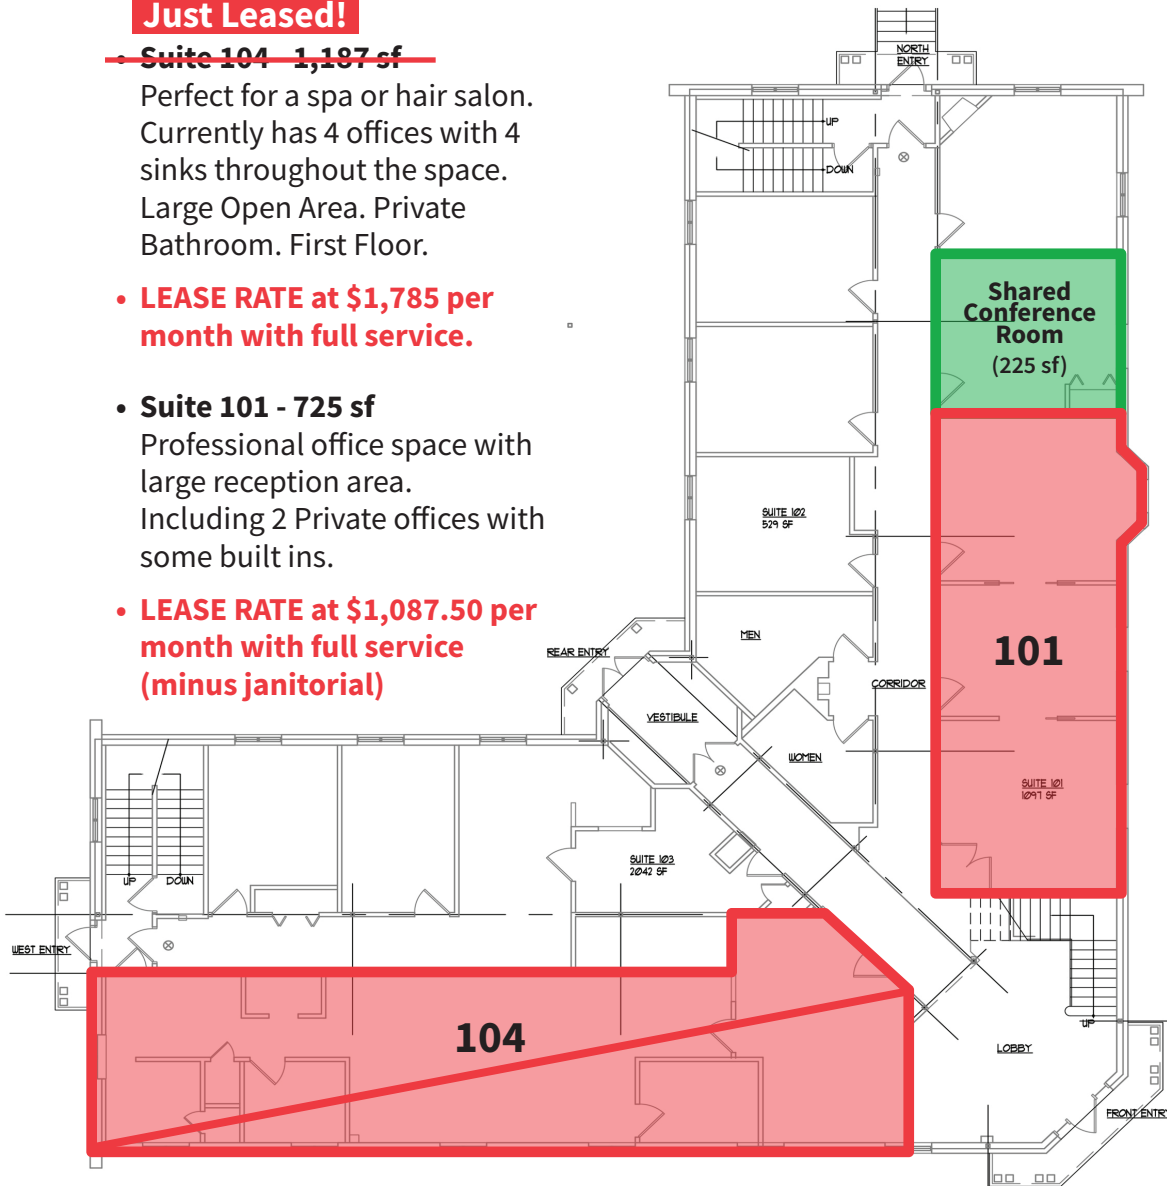 Just Leased!
• Suite 104 - 1,187 sf
Perfect for a spa or hair salon.
Currently has 4 offices with 4
sinks throughout the space.
Large Open Area. Private
Bathroom. First Floor.
• LEASE RATE at $1,785 per
month with full service.
• Suite 101 - 725 sf
Professional office space with
large reception area.
Including 2 Private offices with
some built ins.
• LEASE RATE at $1,087.50 per
month with full service
(minus janitorial)
NORTH
ENTRY
UP
DOWN
Shared
Conference
Room
(225 sf)
SUITE 102
529 SF
MEN
REAR ENTRY
101
CORRIDOR
VESTIBULE
WOMEN
SUITE 101
1097 SF
SUITE 103
2042 SF
UP
DOWN
WEST ENTRY
104
UP
LOBBY
FRONT ENTRY